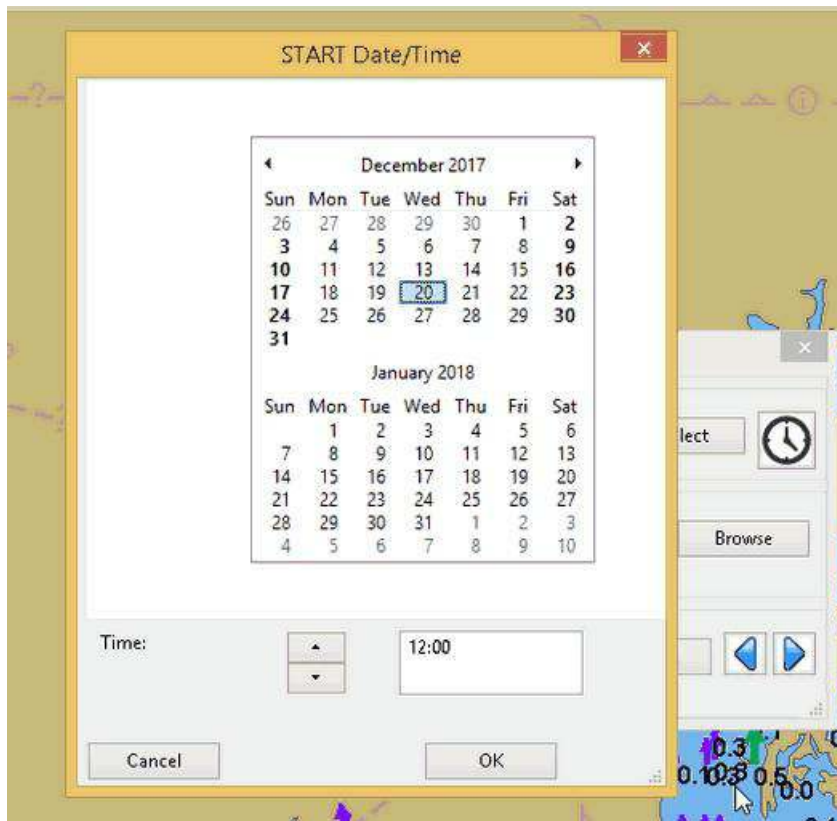 START Date/Time
x
-?-
December 2017
Sun Mon Tue Wed Thu Fri Sat
26 27 28 29 30 1 2
3 4 5 6 7 8 9
10 11 12 13 14 15 16
17 18 19 20 21 22 23
24 25 26 27 28 29 30
31
January 2018
Sun Mon Tue Wed Thu Fri Sat
1 2 3 4 5 6
7 8 9 10 11 12 13
14 15 16 17 18 19 20
21 22 23 24 25 26 27
28 29 30 31 1 2 3
4 5 6 7 8 9 10
lect
Browse
Time:
12:00
Cancel
OK
0.3
0.5
0.0